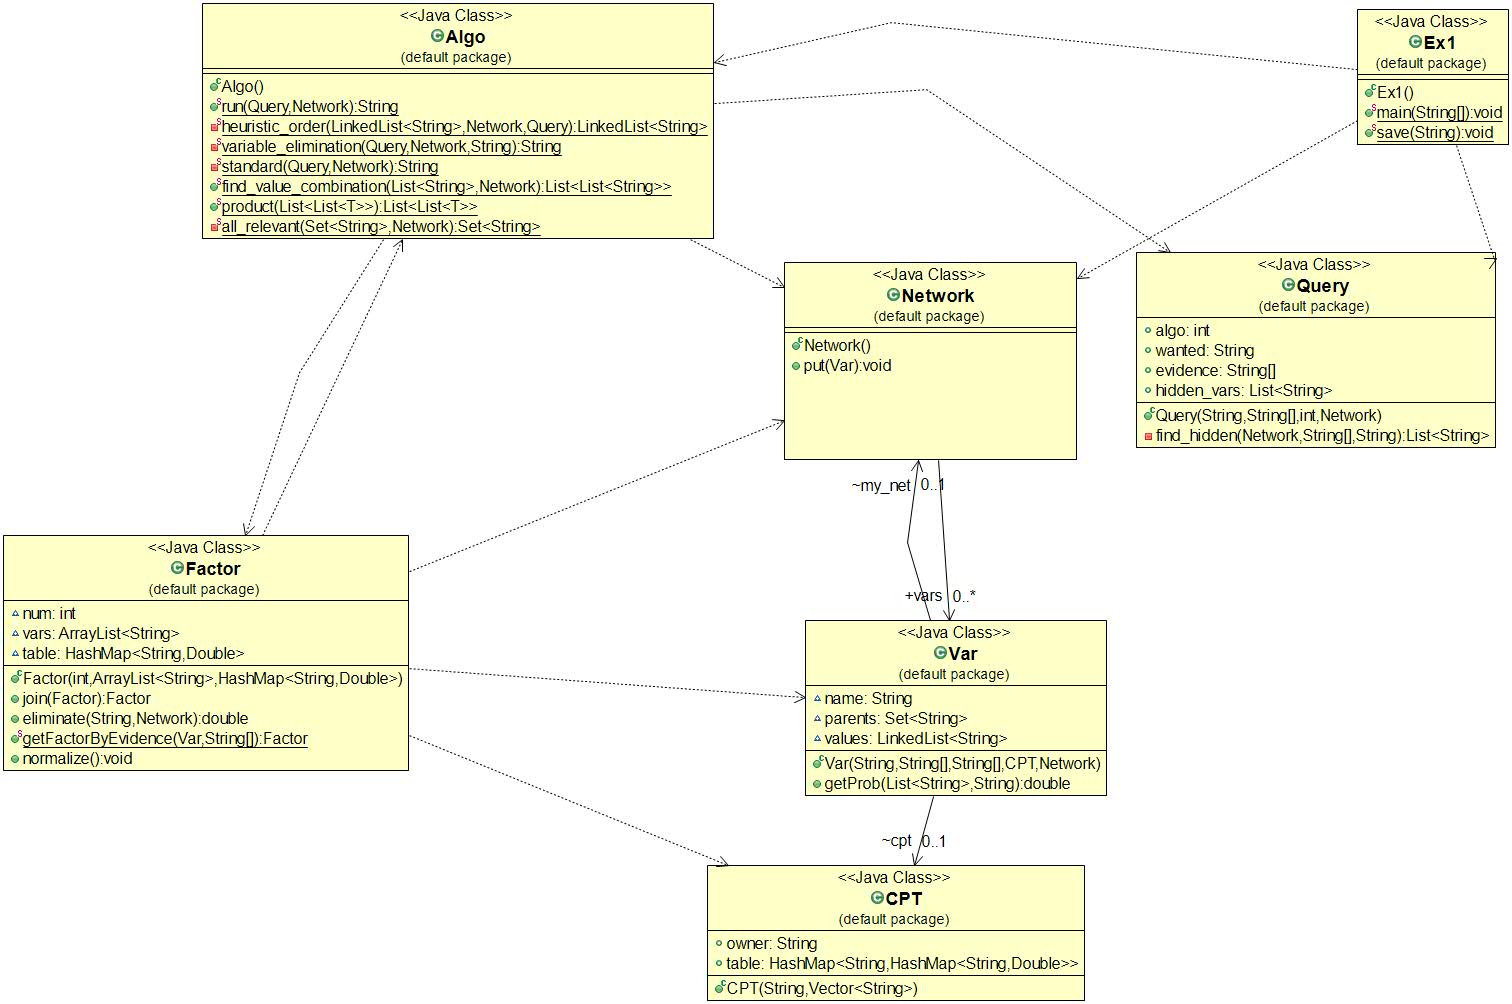 <<Java Class>>
Algo
(default package)
Algo()
run(Query,Network):String
heuristic_order(LinkedList<String>,Network,Query):LinkedList<String>
variable_elimination(Query,Network,String):String
standard(Query,Network):String
find_value_combination(List<String>,Network):List<List<String>>
product(List<List<T>>):List<List<T>>
all_relevant(Set<String>,Network):Set<String>
<<Java Class>>
Ex1
(default package)
Ex1()
main(String[]):void
save(String):void
<<Java Class>>
Network
(default package)
Network()
put(Var):void
<<Java Class>>
Query
(default package)
algo: int
wanted: String
evidence: String[]
hidden_vars: List<String>
Query(String,String[],int,Network)
find_hidden(Network,String[],String):List<String>
~my_net 0..1
+vars 0..*
<<Java Class>>
Factor
(default package)
num: int
vars: ArrayList<String>
table: HashMap<String,Double>
Factor(int,ArrayList<String>,HashMap<String,Double>)
join(Factor):Factor
eliminate(String,Network):double
getFactorByEvidence(Var,String[]):Factor
normalize():void
<<Java Class>>
Var
(default package)
name: String
parents: Set<String>
values: LinkedList<String>
Var(String,String[],String[],CPT,Network)
getProb(List<String>,String):double
~cpt 0..1
<<Java Class>>
CPT
(default package)
owner: String
table: HashMap<String,HashMap<String,Double>>
CPT(String,Vector<String>)